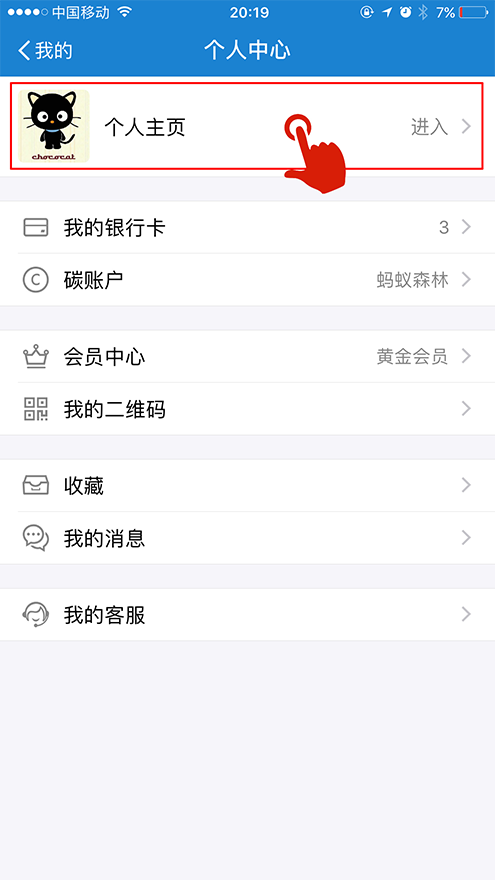 中国移动 20:19 7%
我的 个人中心
chococat
个人主页 进入
我的银行卡 3
C 碳账户 蚂蚁森林
会员中心 黄金会员
我的二维码
收藏
我的消息
我的客服